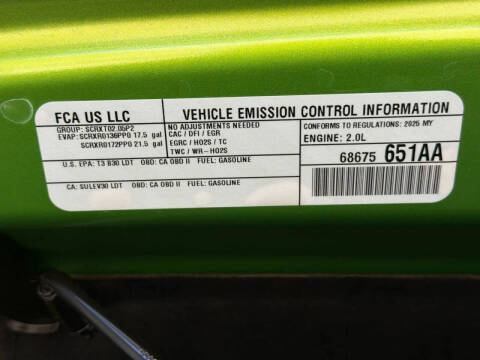 FCA US LLC
VEHICLE EMISSION CONTROL INFORMATION
GROUP: SCRXT02.05P2
EVAP: SCRXR0136PP0 17.5 gal
SCRXR0172PP0 21.5 gal
NO ADJUSTMENTS NEEDED
CAC / DFI / EGR
EGRC / HO2S / TC
TWC / WR-HO2S
CONFORMS TO REGULATIONS: 2025 MY
ENGINE: 2.0L
68675 651AA
U.S. EPA: T3 B30 LDT OBD: CA OBD II FUEL: GASOLINE
CA: SULEV30 LDT OBD: CA OBD II FUEL: GASOLINE